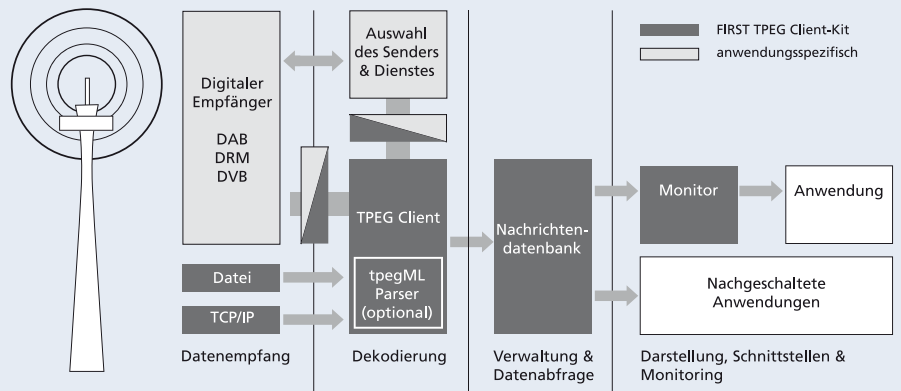 Digitaler
Empfänger
DAB
DRM
DVB
Auswahl
des Senders
& Dienstes
FIRST TPEG Client-Kit
anwendungsspezifisch
TPEG Client
tpegML
Parser
(optional)
Datei
TCP/IP
Nachrichten-
datenbank
Monitor
Anwendung
Nachgeschaltete
Anwendungen
Datenempfang
Dekodierung
Verwaltung &
Datenabfrage
Darstellung, Schnittstellen &
Monitoring